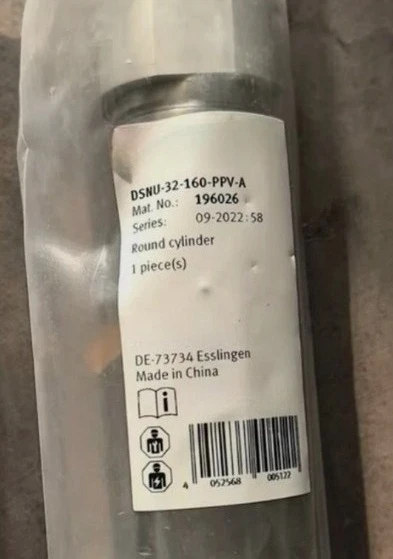 DSNU-32-160-PPV-A
Mat. No.: 196026
Series: 09-2022:58
Round cylinder
1 piece(s)
DE-73734 Esslingen
Made in China
4 052568 005122